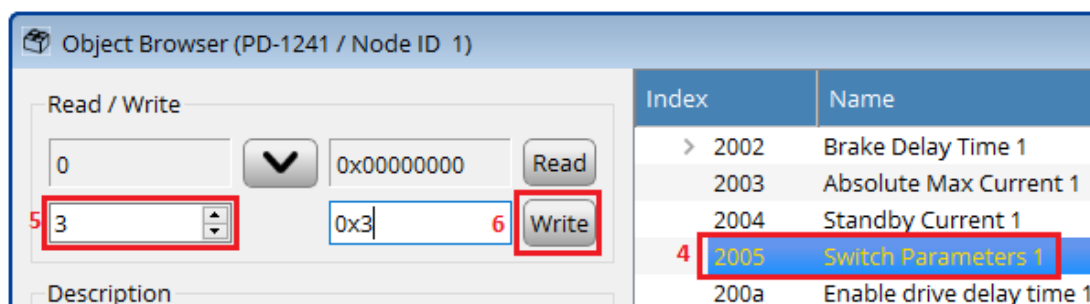 Object Browser (PD-1241 / Node ID 1)
Read / Write
0
0x00000000
Read
5
3
0x3
6
Write
Description
Index Name
2002 Brake Delay Time 1
2003 Absolute Max Current 1
2004 Standby Current 1
4 2005 Switch Parameters 1
200a Enable drive delay time 1